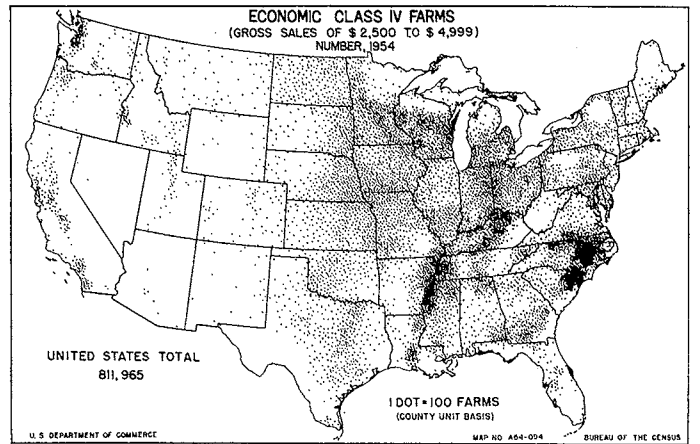 ECONOMIC CLASS IV FARMS
(GROSS SALES OF $2,500 TO $4,999)
NUMBER, 1954
UNITED STATES TOTAL
811,965
1 DOT=100 FARMS
(COUNTY UNIT BASIS)
U. S DEPARTMENT OF COMMERCE
MAP NO A54-094
BUREAU OF THE CENSUS